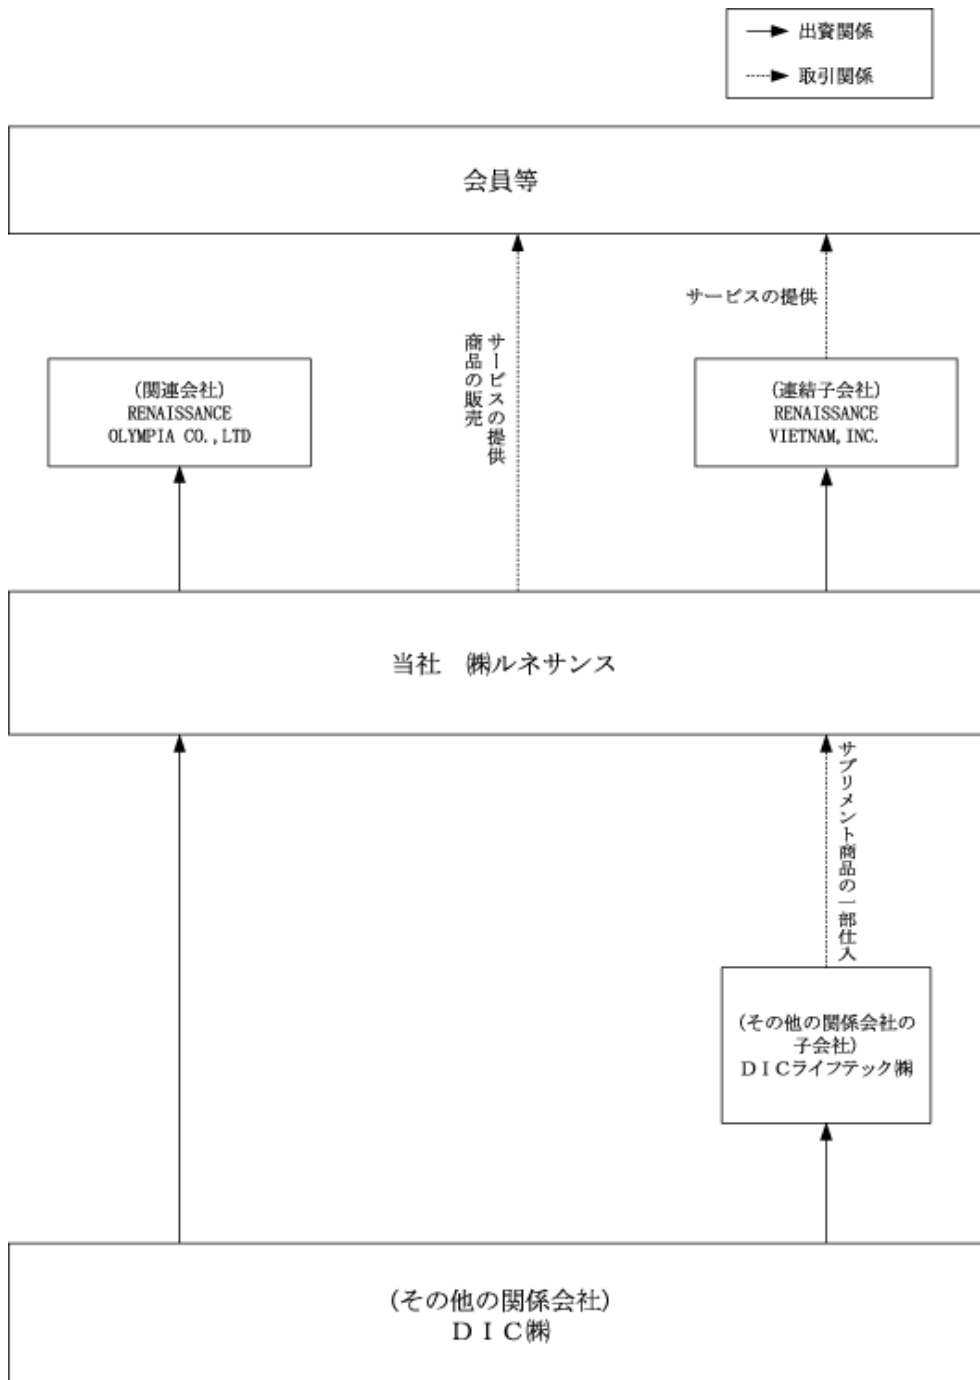 出資関係
取引関係
会員等
サービスの提供
サービスの提供
商品の販売
(関連会社)
RENAISSANCE
OLYMPIA CO.,LTD
(連結子会社)
RENAISSANCE
VIETNAM,INC.
当社　㈱ルネサンス
サプリメント商品の一部仕入
(その他の関係会社の
子会社)
ＤＩＣライフテック㈱
(その他の関係会社)
ＤＩＣ㈱